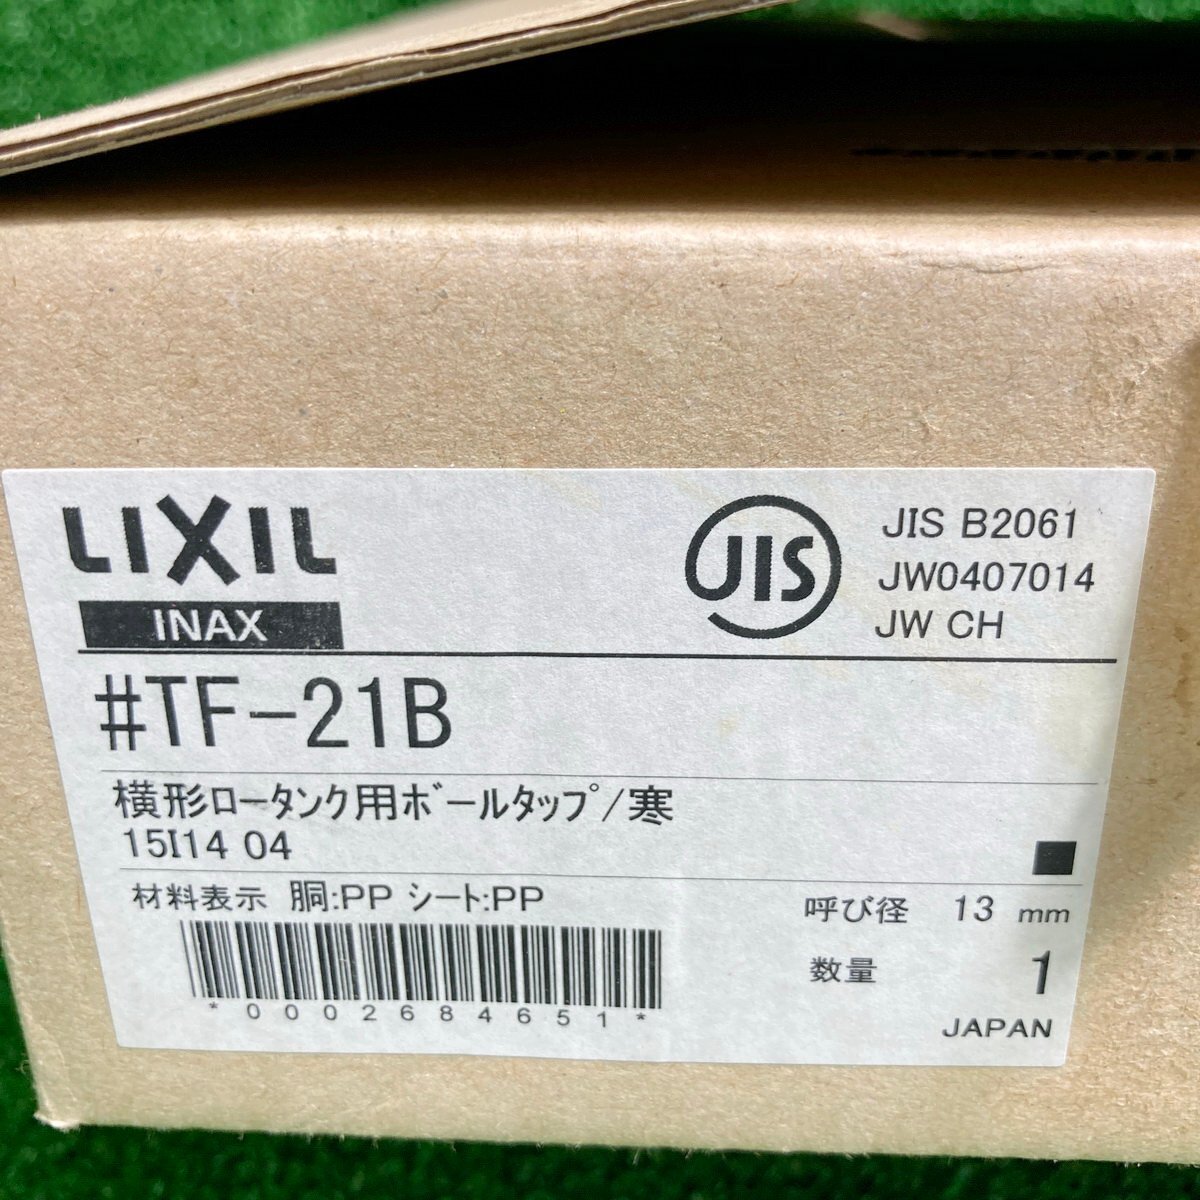 LIXIL
INAX
JIS
JIS B2061
JW0407014
JW CH
#TF-21B
横形ロータンク用ボールタップ/寒
15I14 04
材料表示 胴:PP シート:PP
呼び径 13 mm
数量 1
*0002684651*
JAPAN